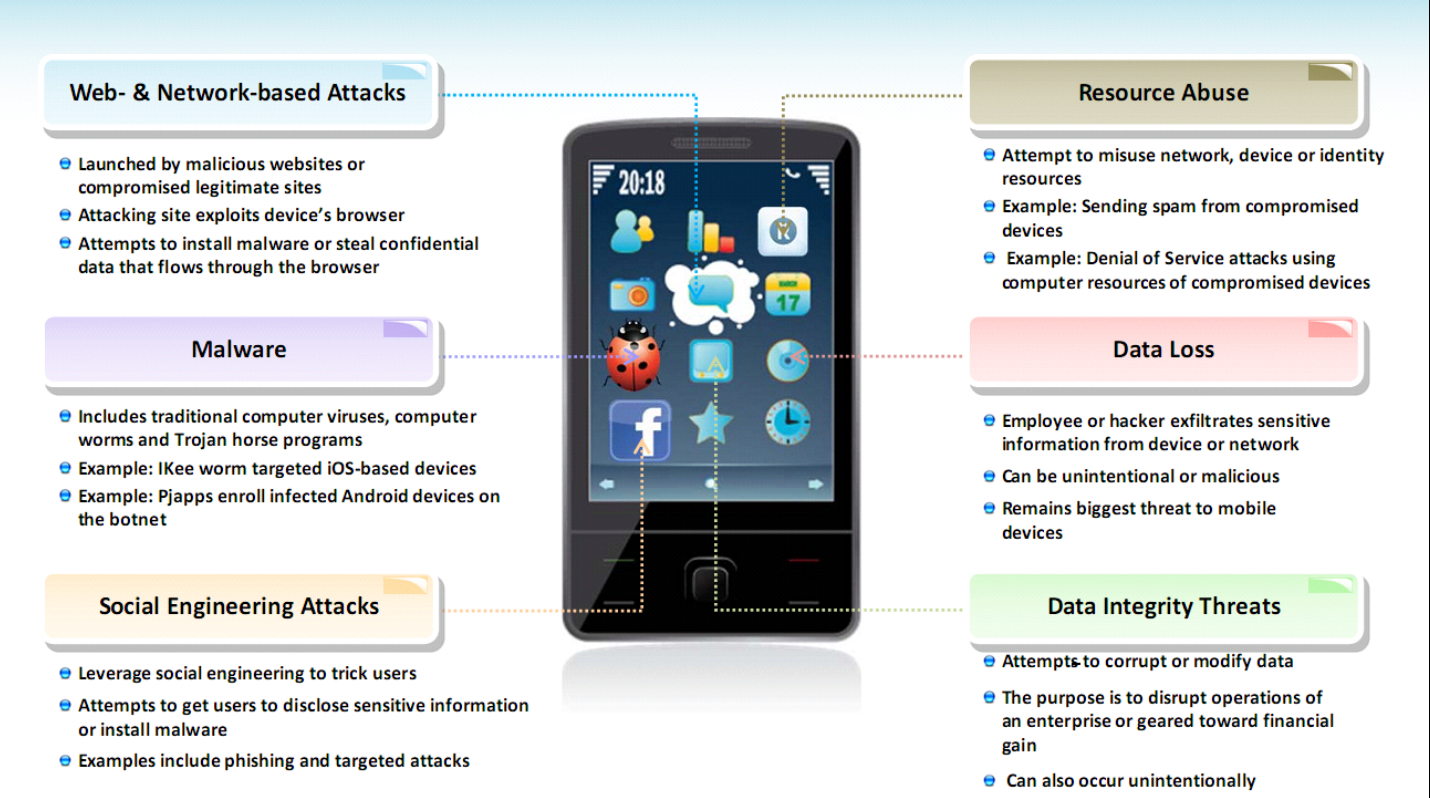 Web- & Network-based Attacks
Launched by malicious websites or
compromised legitimate sites
Attacking site exploits device's browser
Attempts to install malware or steal confidential
data that flows through the browser
Malware
Includes traditional computer viruses, computer
worms and Trojan horse programs
Example: IKee worm targeted iOS-based devices
Example: Pjapps enroll infected Android devices on
the botnet
Social Engineering Attacks
Leverage social engineering to trick users
Attempts to get users to disclose sensitive information
or install malware
Examples include phishing and targeted attacks
20:18
MARCH
17
f
Resource Abuse
Attempt to misuse network, device or identity
resources
Example: Sending spam from compromised
devices
Example: Denial of Service attacks using
computer resources of compromised devices
Data Loss
Employee or hacker exfiltrates sensitive
information from device or network
Can be unintentional or malicious
Remains biggest threat to mobile
devices
Data Integrity Threats
Attempts to corrupt or modify data
The purpose is to disrupt operations of
an enterprise or geared toward financial
gain
Can also occur unintentionally